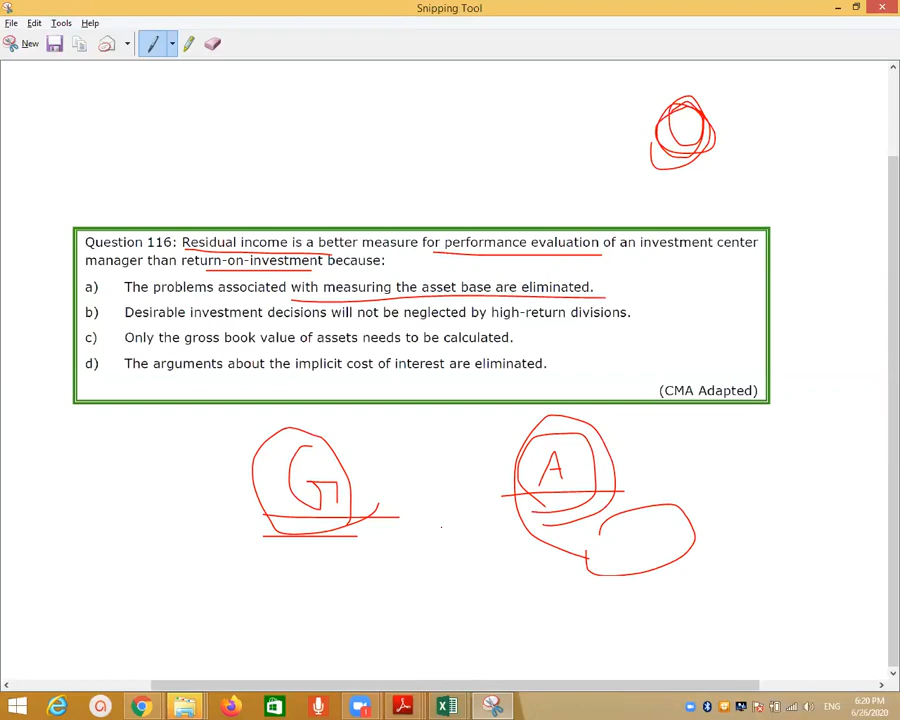 Snipping Tool
File Edit Tools Help
New
Question 116: Residual income is a better measure for performance evaluation of an investment center
manager than return-on-investment because:
a) The problems associated with measuring the asset base are eliminated.
b) Desirable investment decisions will not be neglected by high-return divisions.
c) Only the gross book value of assets needs to be calculated.
d) The arguments about the implicit cost of interest are eliminated.
(CMA Adapted)
G A
ENG
6:20 PM
6/26/2020